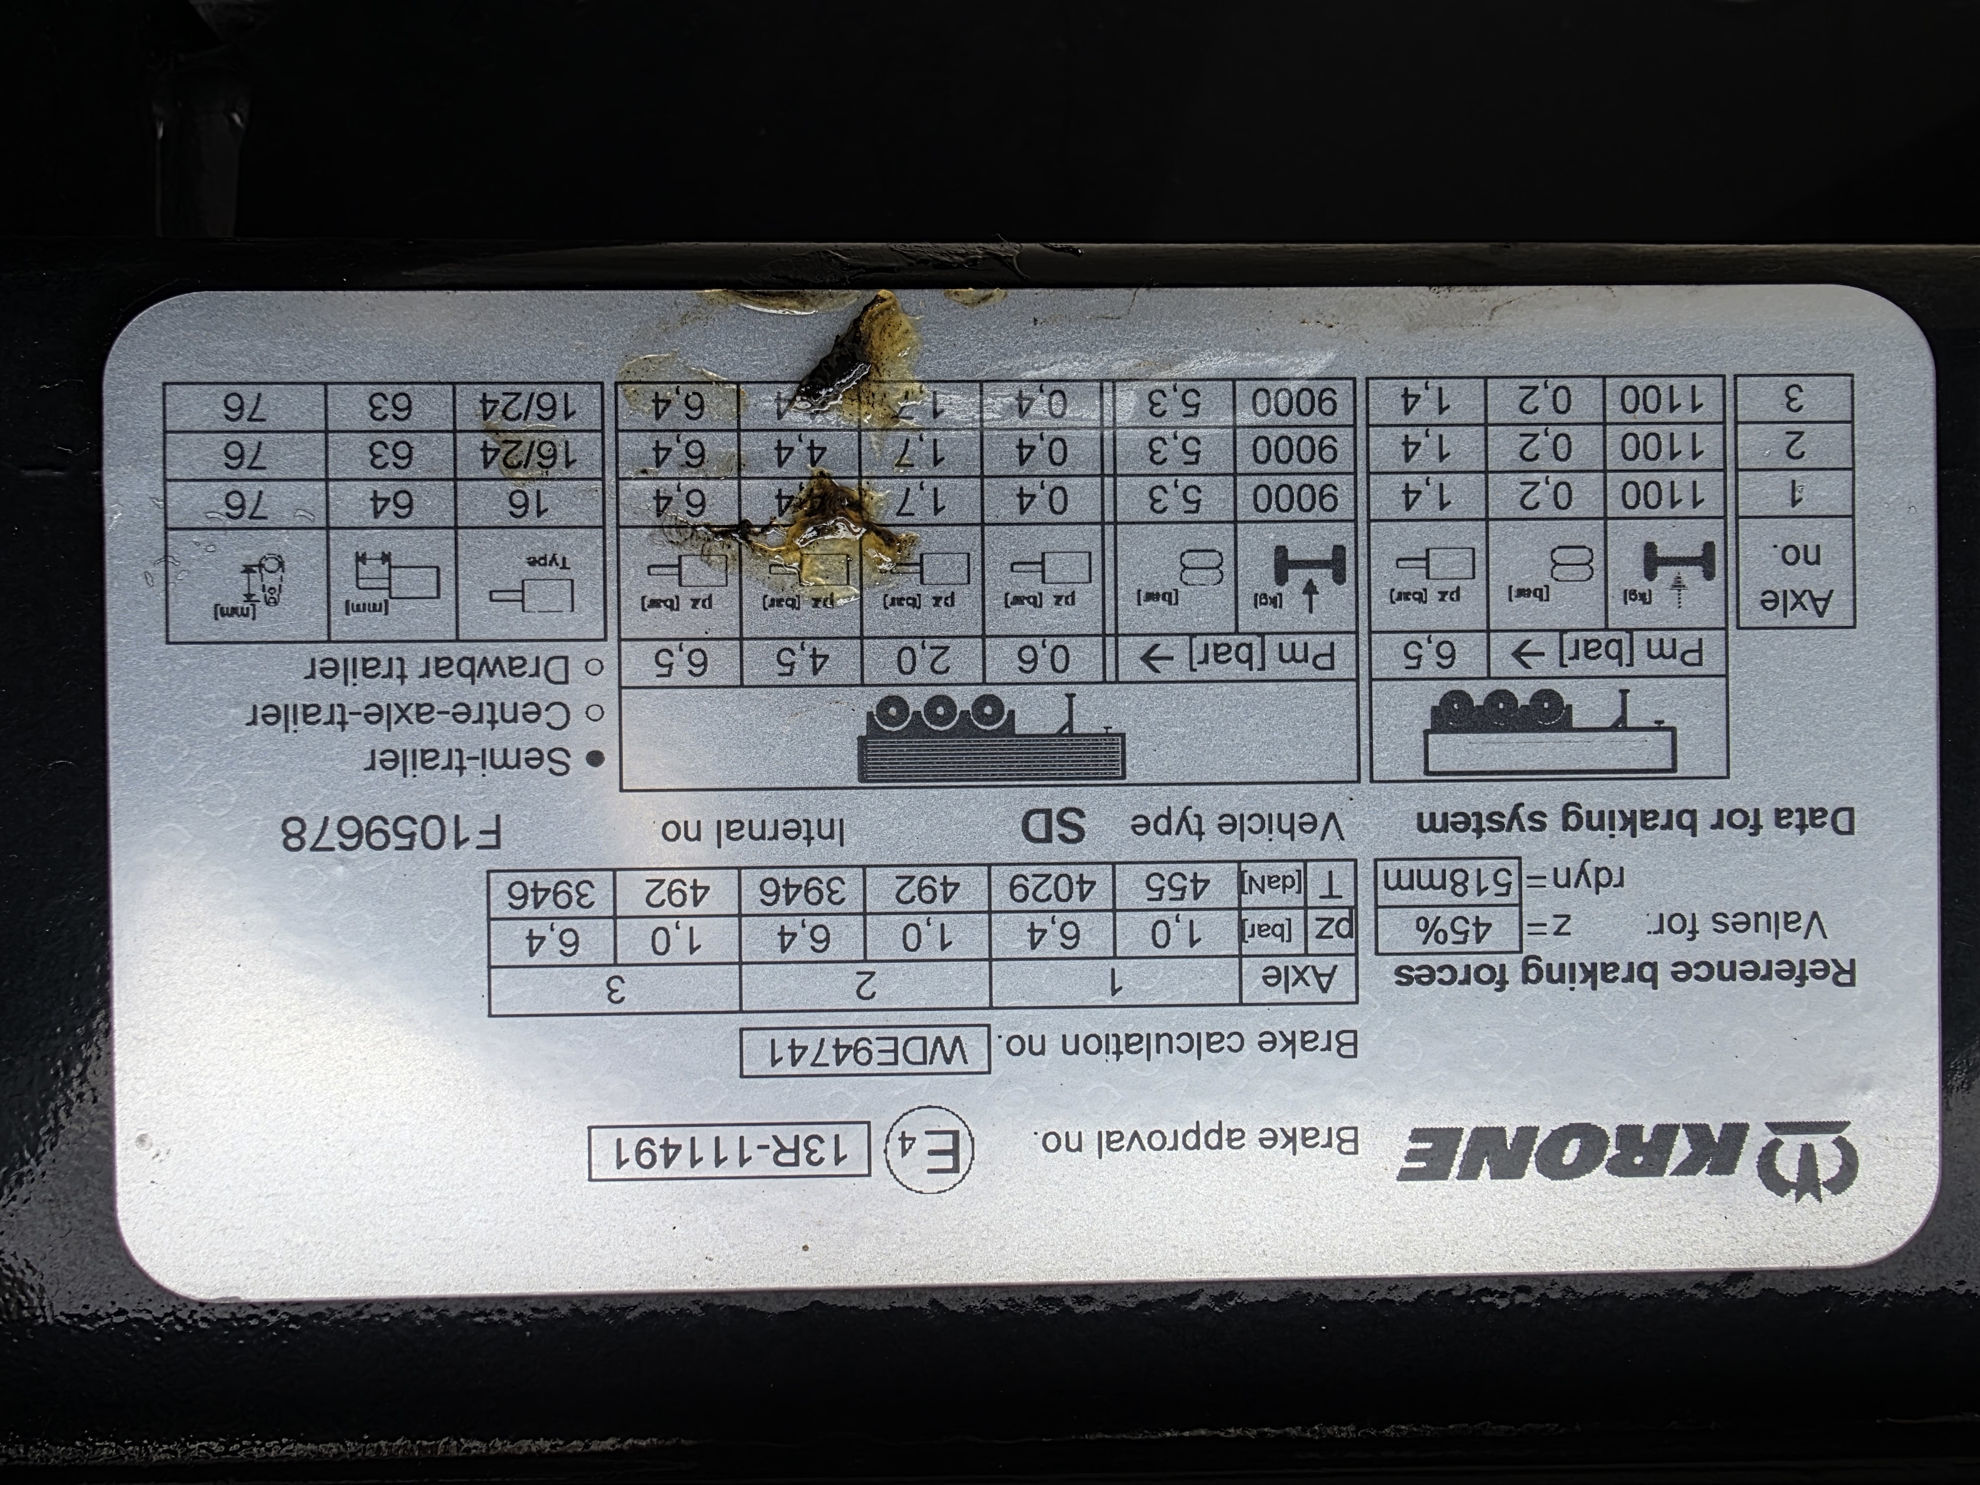 KRONE
Brake approval no. E4 13R-111491
Brake calculation no. WDE94741
Reference braking forces
Values for: z= 45%
rdyn= 518mm
Axle 1 2 3
pz [bar] 1,0 6,4 1,0 6,4 1,0 6,4
T [daN] 455 4029 492 3946 492 3946
Data for braking system
Vehicle type SD Internal no F1059678
● Semi-trailer
○ Centre-axle-trailer
○ Drawbar trailer
Pm [bar] → 6,5 Pm [bar] → 0,6 2,0 4,5 6,5
Axle no. [kg] [bar] pz [bar] [kg] [bar] pz [bar] pz [bar] pz [bar] pz [bar] Type [mm] [mm]
1 1100 0,2 1,4 9000 5,3 0,4 1,7 6,4 16 64 76
2 1100 0,2 1,4 9000 5,3 0,4 1,7 4,4 6,4 16/24 63 76
3 1100 0,2 1,4 9000 5,3 0,4 6,4 16/24 63 76